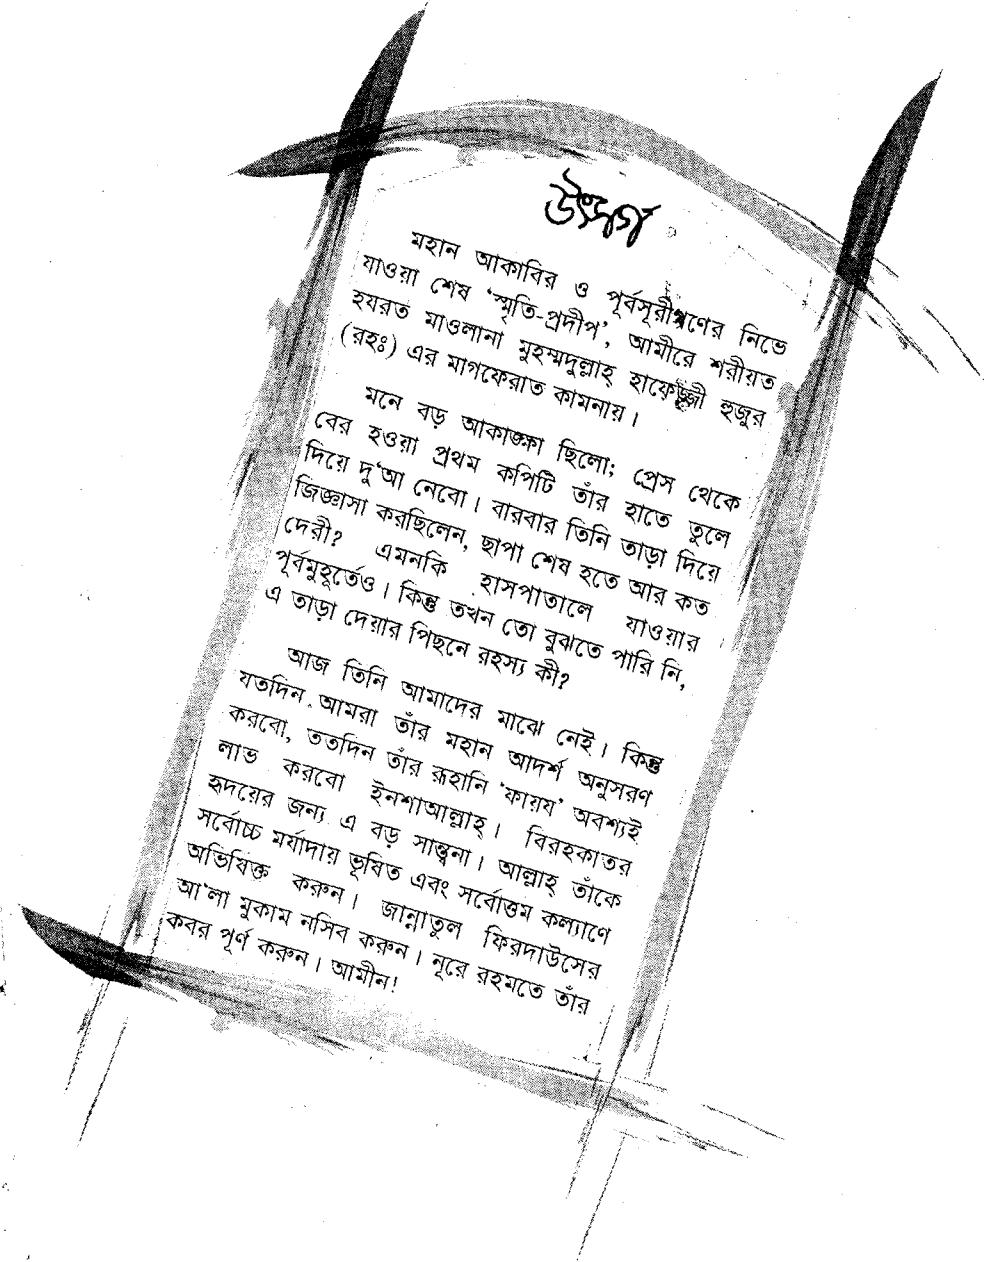 উৎসর্গ
মহান আকাবির ও পূর্বসূরীগণের নিভে
যাওয়া শেষ ‘স্মৃতি-প্রদীপ’, আমীরে শরীয়ত
হযরত মাওলানা মুহম্মদুল্লাহ্ হাফেজ্জী হুজুর
(রহঃ) এর মাগফেরাত কামনায়।
মনে বড় আকাঙ্ক্ষা ছিলো; প্রেস থেকে
বের হওয়া প্রথম কপিটি তাঁর হাতে তুলে
দিয়ে দু‘আ নেবো। বারবার তিনি তাড়া দিয়ে
জিজ্ঞাসা করছিলেন, ছাপা শেষ হতে আর কত
দেরী? এমনকি হাসপাতালে যাওয়ার
পূর্বমুহূর্তেও। কিন্তু তখন তো বুঝতে পারি নি,
এ তাড়া দেয়ার পিছনে রহস্য কী?
আজ তিনি আমাদের মাঝে নেই। কিন্তু
যতদিন আমরা তাঁর মহান আদর্শ অনুসরণ
করবো, ততদিন তাঁর রূহানি ‘ফায়য’ অবশ্যই
লাভ করবো ইনশাআল্লাহ্। বিরহকাতর
হৃদয়ের জন্য এ বড় সান্ত্বনা। আল্লাহ্ তাঁকে
সর্বোচ্চ মর্যাদায় ভূষিত এবং সর্বোত্তম কল্যাণে
অভিষিক্ত করুন। জান্নাতুল ফিরদাউসের
আ‘লা মুকাম নসিব করুন। নূরে রহমতে তাঁর
কবর পূর্ণ করুন। আমীন!